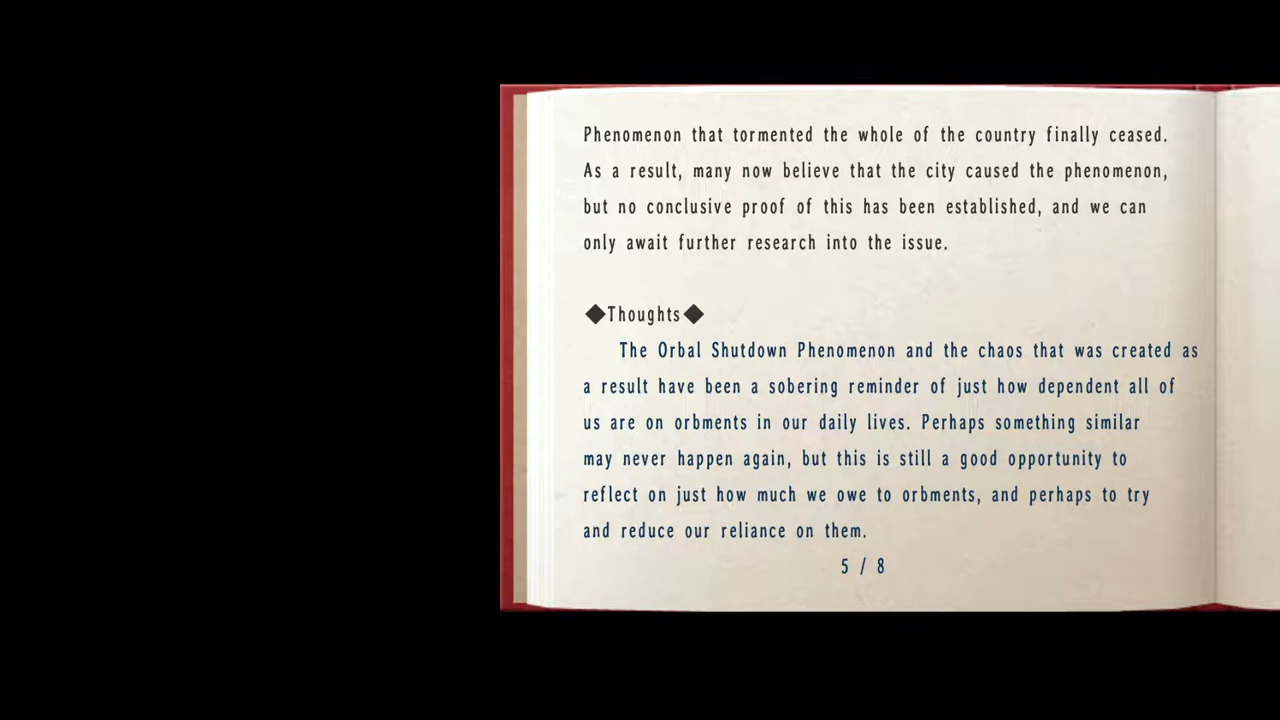 Phenomenon that tormented the whole of the country finally ceased.
As a result, many now believe that the city caused the phenomenon,
but no conclusive proof of this has been established, and we can
only await further research into the issue.
◆Thoughts◆
The Orbal Shutdown Phenomenon and the chaos that was created as
a result have been a sobering reminder of just how dependent all of
us are on orbments in our daily lives. Perhaps something similar
may never happen again, but this is still a good opportunity to
reflect on just how much we owe to orbments, and perhaps to try
and reduce our reliance on them.
5 / 8